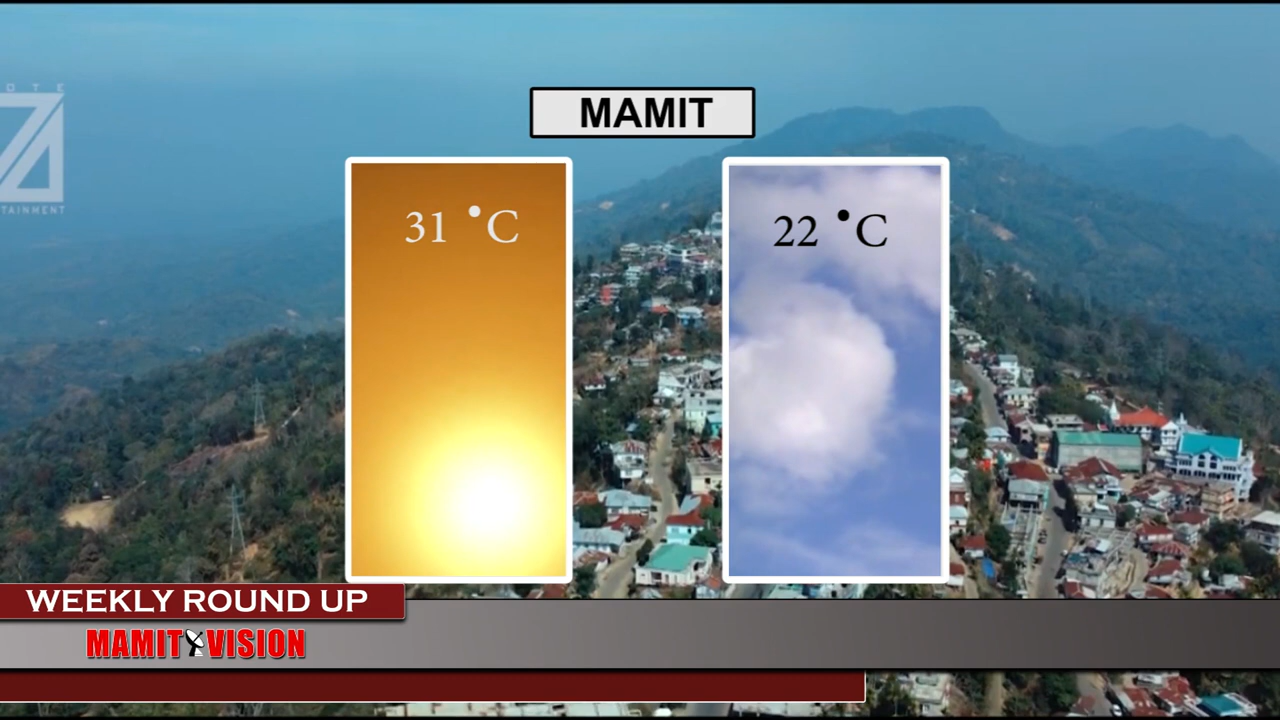 MAMIT
31 °C
22 °C
WEEKLY ROUND UP
MAMIT VISION